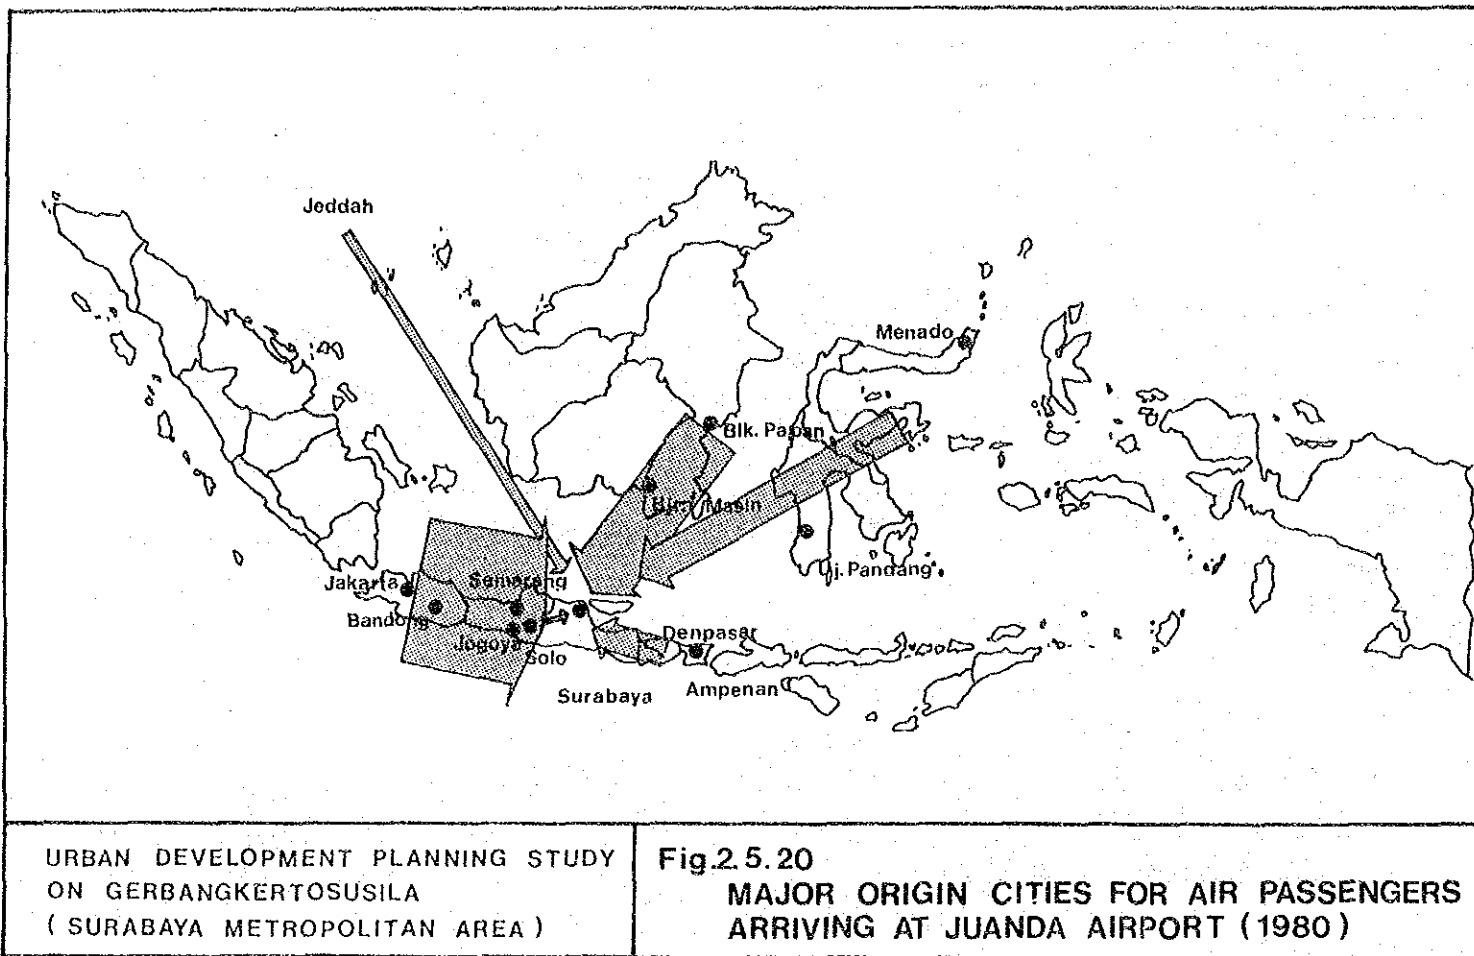 Jeddah
Menado
Blk. Papan
Masin
Uj. Pandang
Jakarta
Semarang
Bandong
Jogoya
Solo
Denpasar
Surabaya
Ampenan
URBAN DEVELOPMENT PLANNING STUDY
ON GERBANGKERTOSUSILA
( SURABAYA METROPOLITAN AREA )
Fig.2.5.20
MAJOR ORIGIN CITIES FOR AIR PASSENGERS
ARRIVING AT JUANDA AIRPORT (1980)